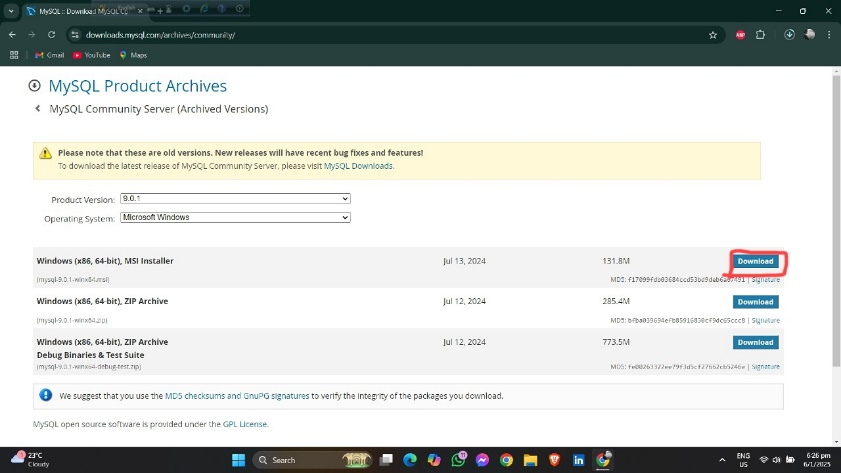 MySQL :: Download MySQL Co
English
downloads.mysql.com/archives/community/
ABP
Gmail
YouTube
Maps
MySQL Product Archives
MySQL Community Server (Archived Versions)
Please note that these are old versions. New releases will have recent bug fixes and features!
To download the latest release of MySQL Community Server, please visit MySQL Downloads.
Product Version: 9.0.1
Operating System: Microsoft Windows
Windows (x86, 64-bit), MSI Installer Jul 13, 2024 131.8M Download
(mysql-9.0.1-winx64.msi) MD5: | Signature
Windows (x86, 64-bit), ZIP Archive Jul 12, 2024 285.4M Download
(mysql-9.0.1-winx64.zip) MD5: | Signature
Windows (x86, 64-bit), ZIP Archive Jul 12, 2024 773.5M Download
Debug Binaries & Test Suite
(mysql-9.0.1-winx64-debug-test.zip) MD5: | Signature
We suggest that you use the MD5 checksums and GnuPG signatures to verify the integrity of the packages you download.
MySQL open source software is provided under the GPL License.
23°C
Cloudy
Search
ENG
US
6:26 pm
6/1/2025